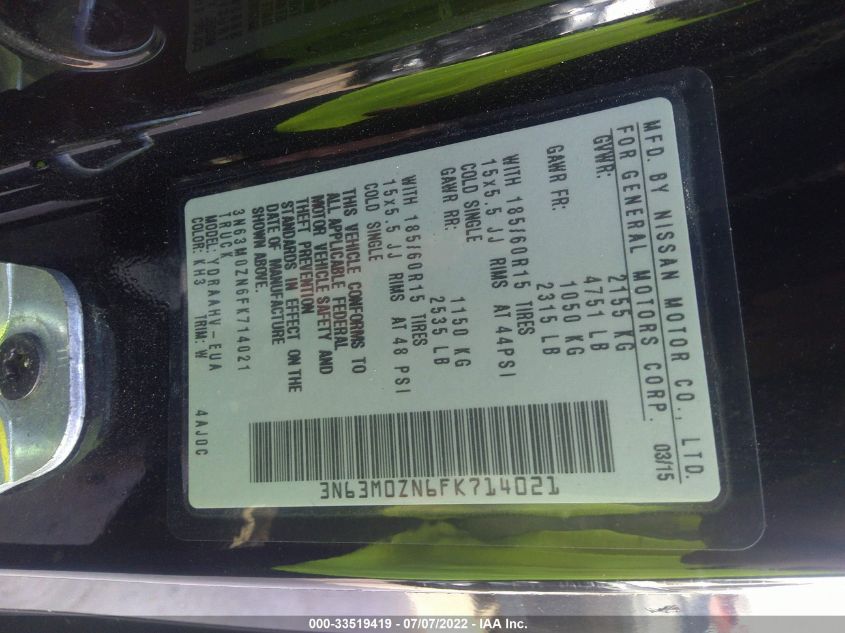 MFD. BY NISSAN MOTOR CO., LTD.
FOR GENERAL MOTORS CORP. 03/15
GVWR: 2155 KG
4751 LB
GAWR FR: 1050 KG
2315 LB
WITH 185/60R15 TIRES
15x5.5 JJ RIMS AT 44PSI
COLD SINGLE
GAWR RR: 1150 KG
2535 LB
WITH 185/60R15 TIRES
15x5.5 JJ RIMS AT 48 PSI
COLD SINGLE
THIS VEHICLE CONFORMS TO
ALL APPLICABLE FEDERAL
MOTOR VEHICLE SAFETY AND
THEFT PREVENTION
STANDARDS IN EFFECT ON THE
DATE OF MANUFACTURE
SHOWN ABOVE.
3N63M0ZN6FK714021
TRUCK
MODEL: YDRAAHV-EUA
COLOR: KH3 TRIM: W 4AJ0C
3N63M0ZN6FK714021
000-33519419 - 07/07/2022 - IAA Inc.